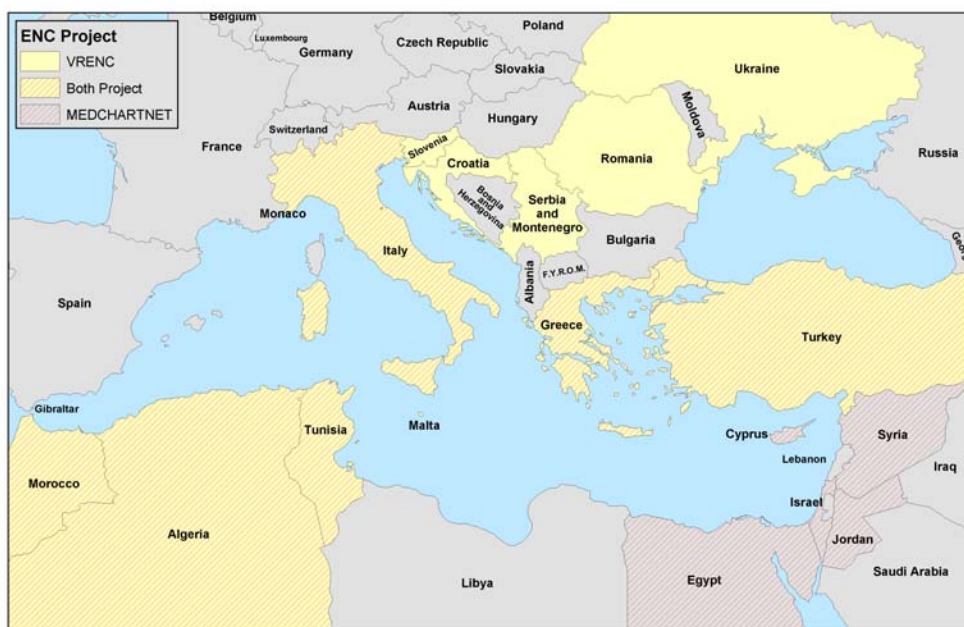 ENC Project
VRENC
Both Project
MEDCHARTNET
Belgium
Luxembourg
Germany
Poland
Czech Republic
Slovakia
Ukraine
Austria
Hungary
Moldova
Switzerland
France
Slovenia
Croatia
Romania
Russia
Bosnia
and
Herzegovina
Serbia
and
Montenegro
Monaco
Italy
Bulgaria
Georg
Spain
Albania
F.Y.R.O.M.
Greece
Turkey
Gibraltar
Malta
Tunisia
Cyprus
Syria
Lebanon
Iraq
Morocco
Israel
Algeria
Jordan
Libya
Egypt
Saudi Arabia